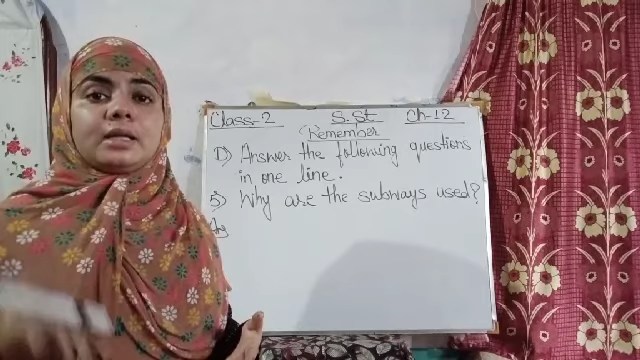 Class-2 S.St Ch-12
Remember
D) Answer the following questions
in one line.
5) Why are the subways used?
Ans